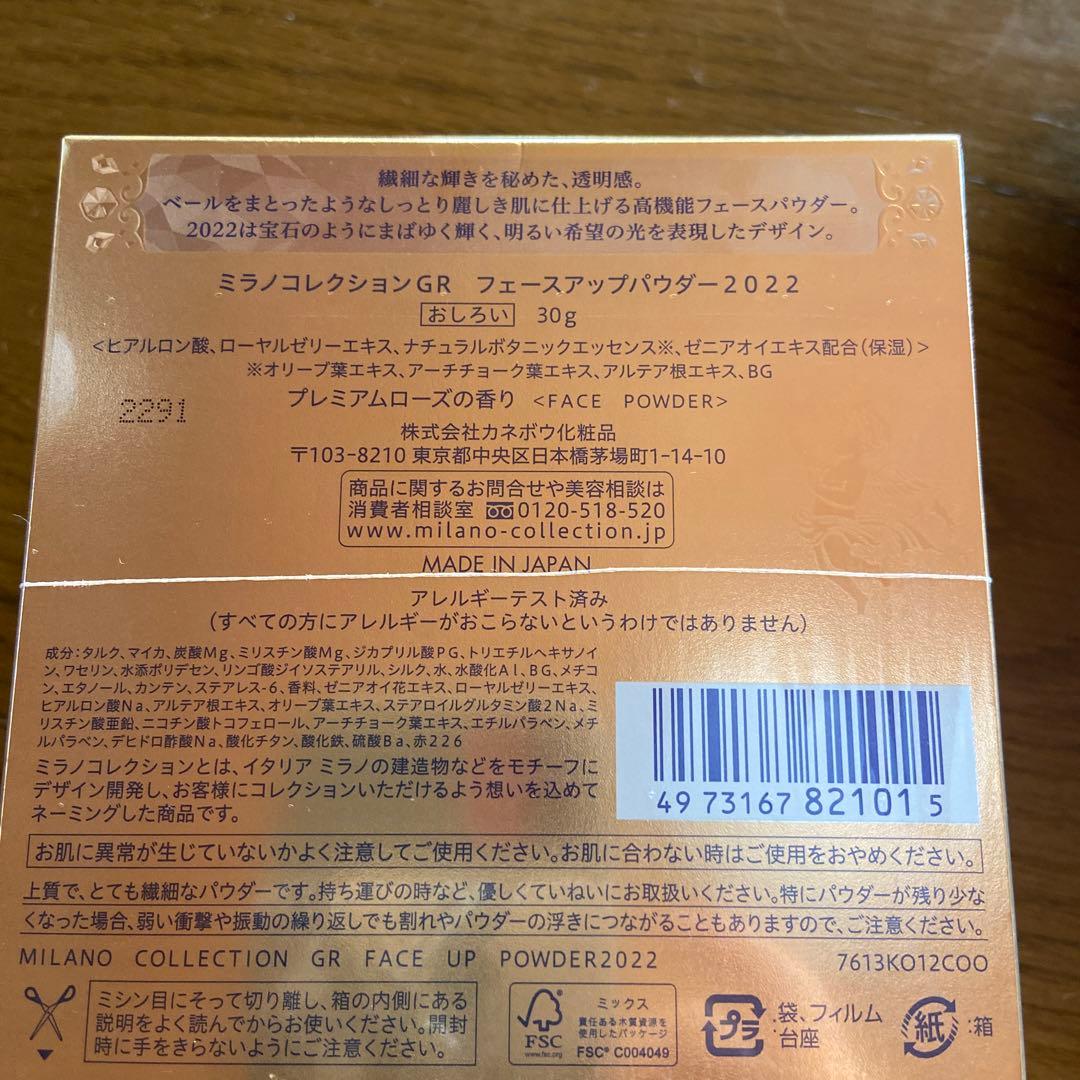 繊細な輝きを秘めた、透明感。
ベールをまとったようなしっとり麗しき肌に仕上げる高機能フェースパウダー。
2022は宝石のようにまばゆく輝く、明るい希望の光を表現したデザイン。
ミラノコレクションGR　フェースアップパウダー2022
おしろい 30g
<ヒアルロン酸、ローヤルゼリーエキス、ナチュラルボタニックエッセンス※、ゼニアオイエキス配合(保湿)>
※オリーブ葉エキス、アーチチョーク葉エキス、アルテア根エキス、BG
2291
プレミアムローズの香り <FACE POWDER>
株式会社カネボウ化粧品
〒103-8210 東京都中央区日本橋茅場町1-14-10
商品に関するお問合せや美容相談は
消費者相談室 0120-518-520
www.milano-collection.jp
MADE IN JAPAN
アレルギーテスト済み
(すべての方にアレルギーがおこらないというわけではありません)
成分:タルク、マイカ、炭酸Mg、ミリスチン酸Mg、ジカプリル酸PG、トリエチルヘキサノイ
ン、ワセリン、水添ポリデセン、リンゴ酸ジイソステアリル、シルク、水、水酸化Al、BG、メチコ
ン、エタノール、カンテン、ステアレス-6、香料、ゼニアオイ花エキス、ローヤルゼリーエキス、
ヒアルロン酸Na、アルテア根エキス、オリーブ葉エキス、ステアロイルグルタミン酸2Na、ミ
リスチン酸亜鉛、ニコチン酸トコフェロール、アーチチョーク葉エキス、エチルパラベン、メチ
ルパラベン、デヒドロ酢酸Na、酸化チタン、酸化鉄、硫酸Ba、赤226
4973167821015
ミラノコレクションとは、イタリア ミラノの建造物などをモチーフに
デザイン開発し、お客様にコレクションいただけるよう想いを込めて
ネーミングした商品です。
お肌に異常が生じていないかよく注意してご使用ください。お肌に合わない時はご使用をおやめください。
上質で、とても繊細なパウダーです。持ち運びの時など、優しくていねいにお取扱いください。特にパウダーが残り少な
くなった場合、弱い衝撃や振動の繰り返しでも割れやパウダーの浮きにつながることもありますので、ご注意ください。
MILANO COLLECTION GR FACE UP POWDER2022 7613KO12COO
ミシン目にそって切り離し、箱の内側にある
説明をよく読んでからお使いください。開封
時に手をきらないようにご注意ください。
FSC
www.fsc.org
ミックス
責任ある木質資源を
使用したパッケージ
FSC® C004049
プラ :袋、フィルム
台座
紙 :箱